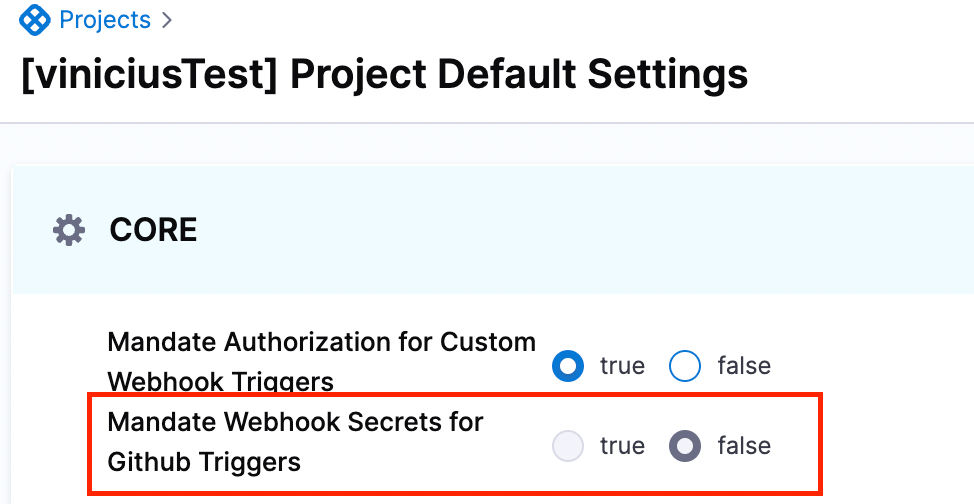 Projects
[viniciusTest] Project Default Settings
CORE
Mandate Authorization for Custom
Webhook Triggers
true false
Mandate Webhook Secrets for
Github Triggers
true false